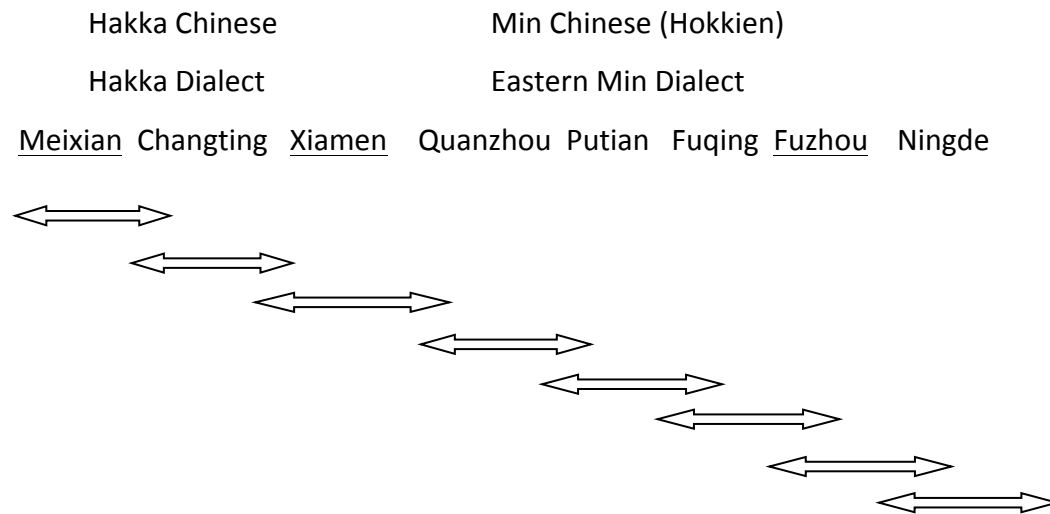 Hakka Chinese Min Chinese (Hokkien)
Hakka Dialect Eastern Min Dialect
Meixian Changting Xiamen Quanzhou Putian Fuqing Fuzhou Ningde